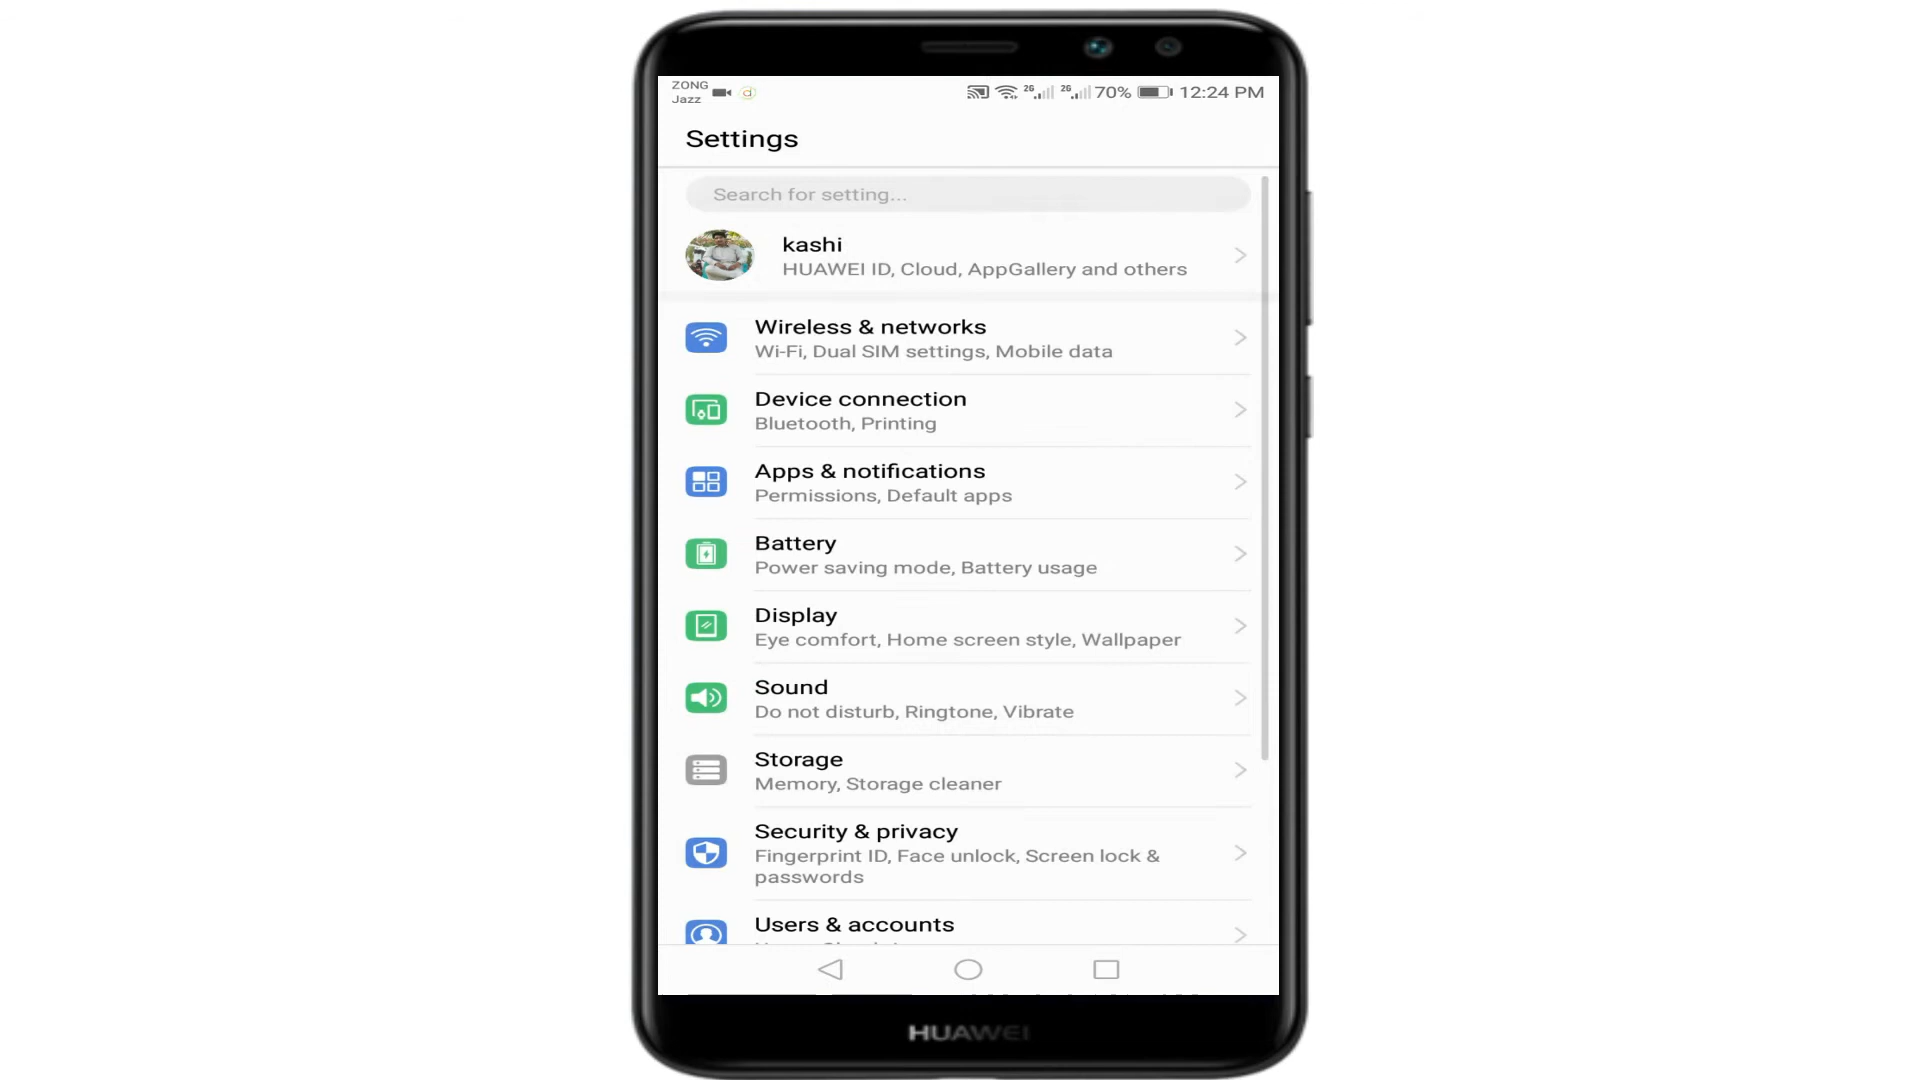 ZONG
Jazz
2G 2G 70% 12:24 PM
Settings
Search for setting...
kashi
HUAWEI ID, Cloud, AppGallery and others
Wireless & networks
Wi-Fi, Dual SIM settings, Mobile data
Device connection
Bluetooth, Printing
Apps & notifications
Permissions, Default apps
Battery
Power saving mode, Battery usage
Display
Eye comfort, Home screen style, Wallpaper
Sound
Do not disturb, Ringtone, Vibrate
Storage
Memory, Storage cleaner
Security & privacy
Fingerprint ID, Face unlock, Screen lock &
passwords
Users & accounts
HUAWEI